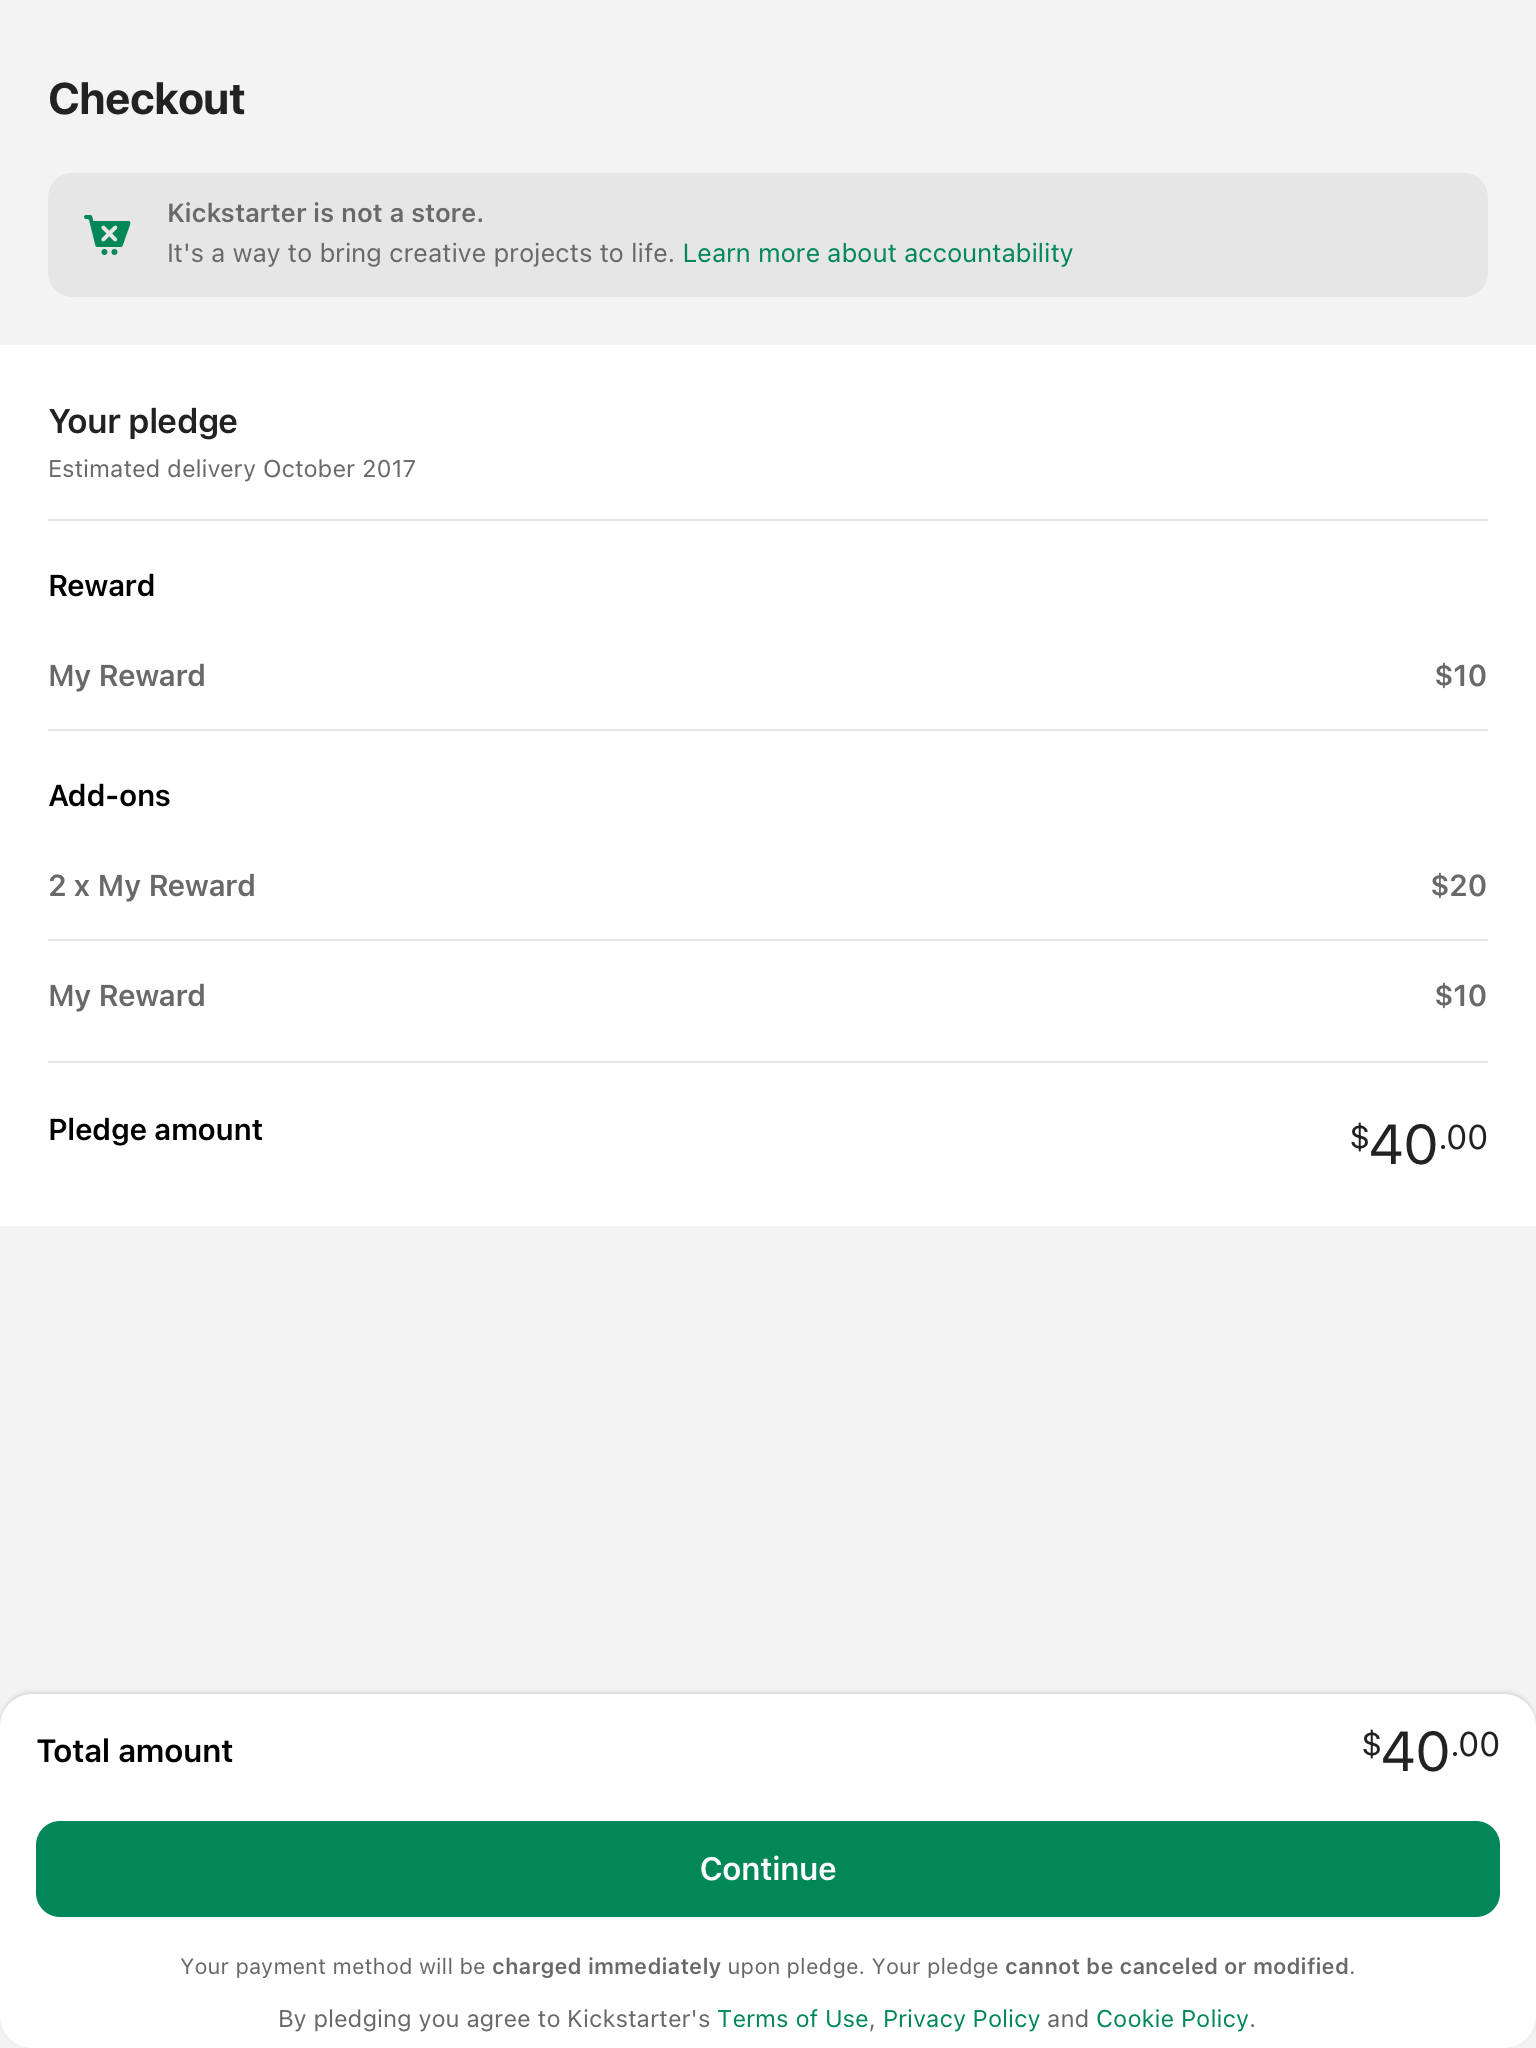 Checkout
Kickstarter is not a store.
It's a way to bring creative projects to life. Learn more about accountability
Your pledge
Estimated delivery October 2017
Reward
My Reward $10
Add-ons
2 x My Reward $20
My Reward $10
Pledge amount $40.00
Total amount $40.00
Continue
Your payment method will be charged immediately upon pledge. Your pledge cannot be canceled or modified.
By pledging you agree to Kickstarter's Terms of Use, Privacy Policy and Cookie Policy.